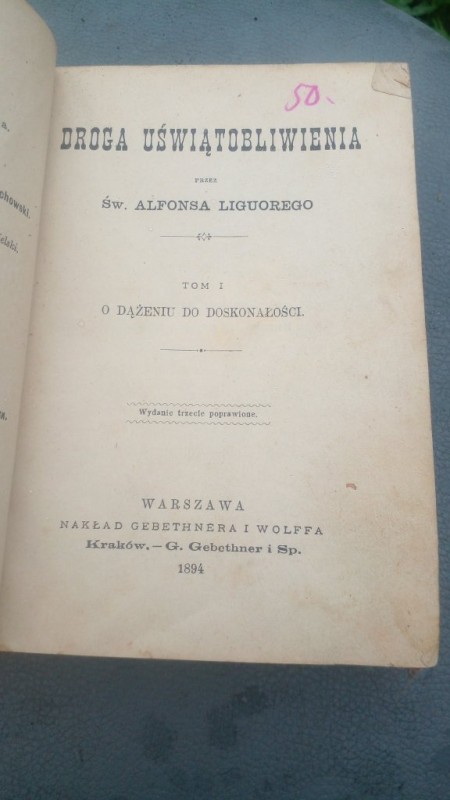 a.
chowski.
50.-
DROGA UŚWIĄTOBLIWIENIA
PRZEZ
ŚW. ALFONSA LIGUOREGO
TOM I
O DĄŻENIU DO DOSKONAŁOŚCI.
Wydanie trzecie poprawione.
WARSZAWA
NAKŁAD GEBETHNERA I WOLFFA
Kraków.—G. Gebethner i Sp.
1894